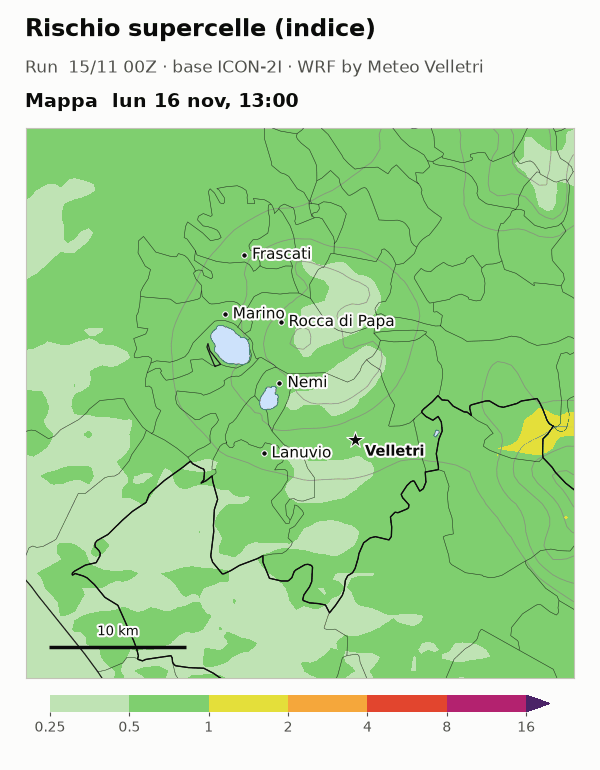 Rischio supercelle (indice)
Run  15/11 00Z · base ICON-2I · WRF by Meteo Velletri
Mappa  lun 16 nov, 13:00
Frascati
Marino
Rocca di Papa
Nemi
Velletri
Lanuvio
10 km
0.25 0.5 1 2 4 8 16